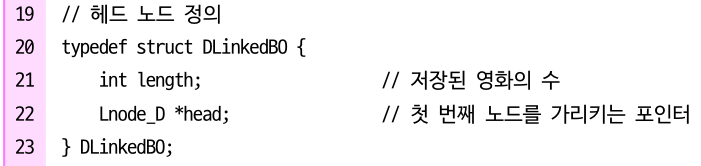 19 // 헤드 노드 정의
20 typedef struct DLinkedBO {
21 int length; // 저장된 영화의 수
22 Lnode_D *head; // 첫 번째 노드를 가리키는 포인터
23 } DLinkedBO;